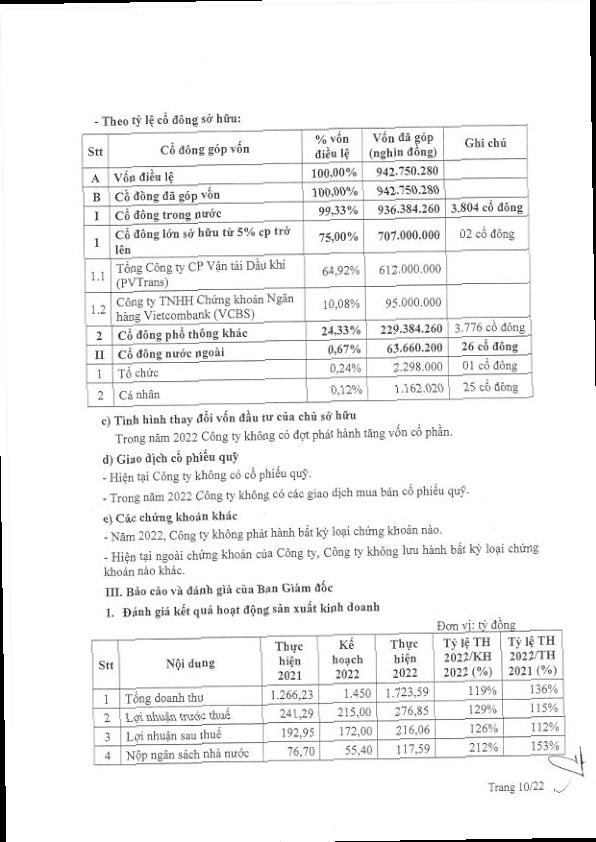 - Theo tỷ lệ cổ đông sở hữu:
Stt Cổ đông góp vốn % vốn điều lệ Vốn đã góp (nghìn đồng) Ghi chú
A Vốn điều lệ 100,00% 942.750.280
B Cổ đông đã góp vốn 100,00% 942.750.280
I Cổ đông trong nước 99,33% 936.384.260 3.804 cổ đông
1 Cổ đông lớn sở hữu từ 5% cp trở lên 75,00% 707.000.000 02 cổ đông
1.1 Tổng Công ty CP Vận tải Dầu khí (PVTrans) 64,92% 612.000.000
1.2 Công ty TNHH Chứng khoán Ngân hàng Vietcombank (VCBS) 10,08% 95.000.000
2 Cổ đông phổ thông khác 24,33% 229.384.260 3.776 cổ đông
II Cổ đông nước ngoài 0,67% 63.660.200 26 cổ đông
1 Tổ chức 0,24% 2.298.000 01 cổ đông
2 Cá nhân 0,12% 1.162.020 25 cổ đông
c) Tình hình thay đổi vốn đầu tư của chủ sở hữu
Trong năm 2022 Công ty không có đợt phát hành tăng vốn cổ phần.
d) Giao dịch cổ phiếu quỹ
- Hiện tại Công ty không có cổ phiếu quỹ.
- Trong năm 2022 Công ty không có các giao dịch mua bán cổ phiếu quỹ.
e) Các chứng khoán khác
- Năm 2022, Công ty không phát hành bất kỳ loại chứng khoán nào.
- Hiện tại ngoài chứng khoán của Công ty, Công ty không lưu hành bất kỳ loại chứng
khoán nào khác.
III. Báo cáo và đánh giá của Ban Giám đốc
1. Đánh giá kết quả hoạt động sản xuất kinh doanh
Đơn vị: tỷ đồng
Stt Nội dung Thực hiện 2021 Kế hoạch 2022 Thực hiện 2022 Tỷ lệ TH 2022/KH 2022 (%) Tỷ lệ TH 2022/TH 2021 (%)
1 Tổng doanh thu 1.266,23 1.450 1.723,59 119% 136%
2 Lợi nhuận trước thuế 241,29 215,00 276,85 129% 115%
3 Lợi nhuận sau thuế 192,95 172,00 216,06 126% 112%
4 Nộp ngân sách nhà nước 76,70 55,40 117,59 212% 153%
Trang 10/22